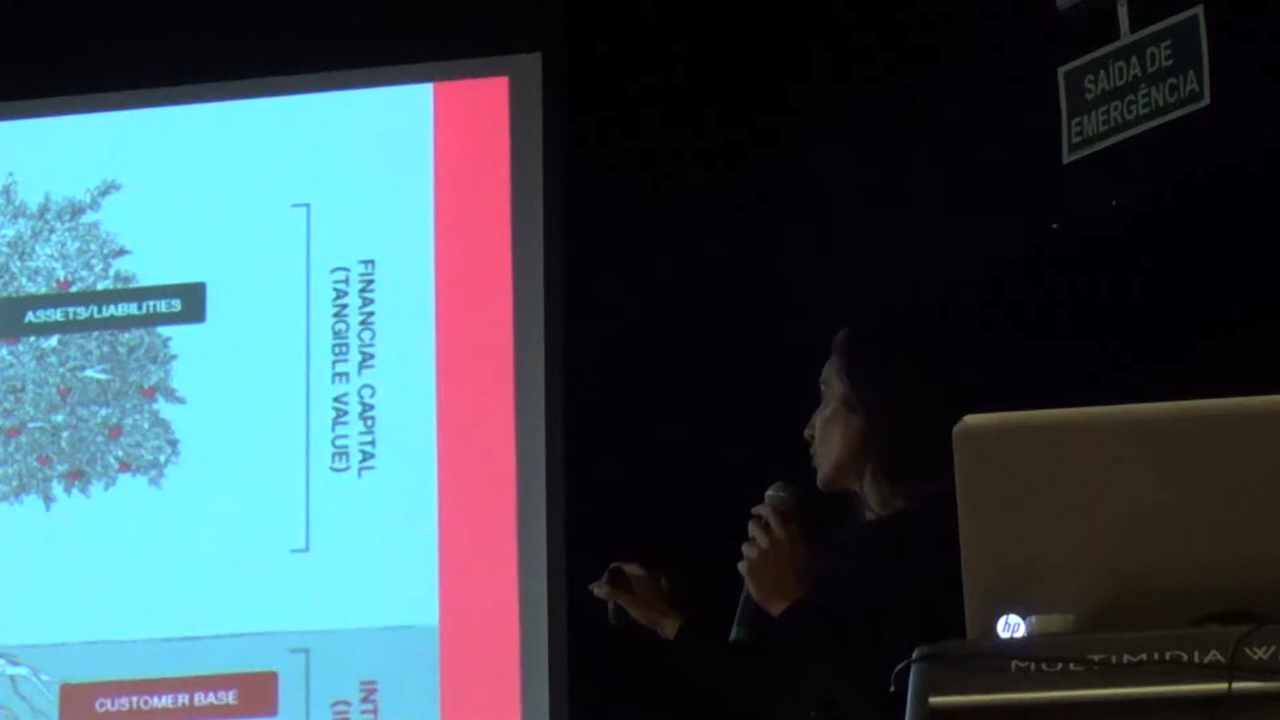 SAÍDA DE
EMERGÊNCIA
ASSETS/LIABILITIES
FINANCIAL CAPITAL
(TANGIBLE VALUE)
CUSTOMER BASE
INT
(I
hp
MULTIMIDIA W